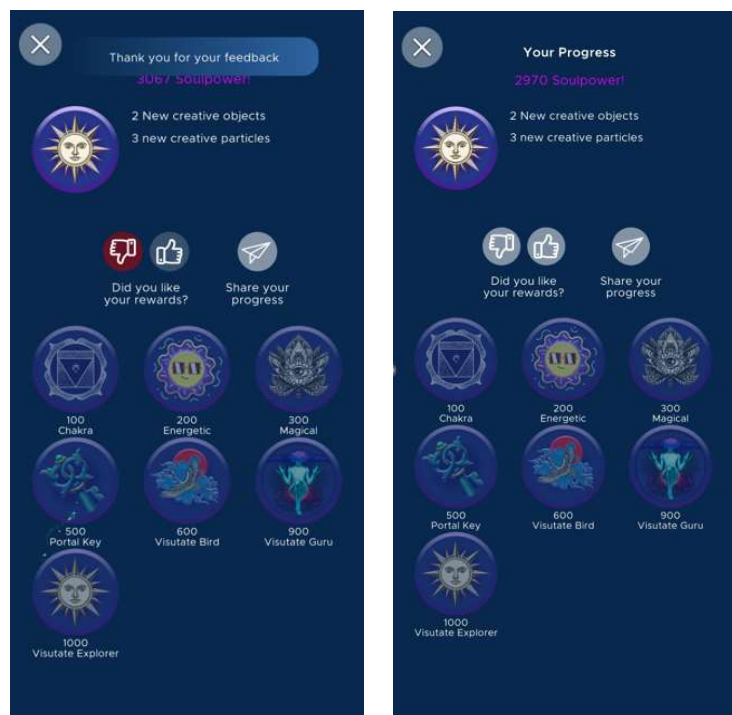 Thank you for your feedback
3067 Soulpower!
2 New creative objects
3 new creative particles
Did you like
your rewards?
Share your
progress
100
Chakra
200
Energetic
300
Magical
500
Portal Key
600
Visutate Bird
900
Visutate Guru
1000
Visutate Explorer
Your Progress
2970 Soulpower!
2 New creative objects
3 new creative particles
Did you like
your rewards?
Share your
progress
100
Chakra
200
Energetic
300
Magical
500
Portal Key
600
Visutate Bird
900
Visutate Guru
1000
Visutate Explorer